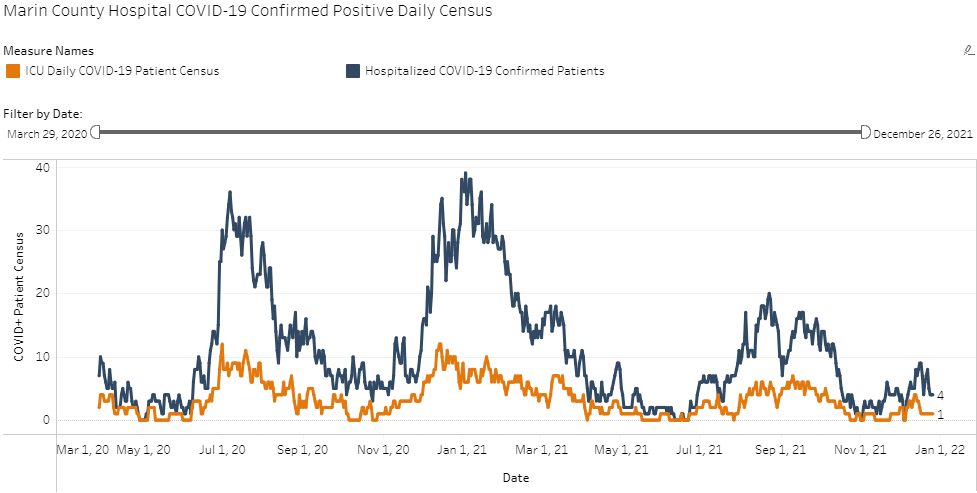 Marin County Hospital COVID-19 Confirmed Positive Daily Census
Measure Names
ICU Daily COVID-19 Patient Census Hospitalized COVID-19 Confirmed Patients
Filter by Date:
March 29, 2020 December 26, 2021
COVID+ Patient Census
40
30
20
10
0
4
1
Mar 1, 20 May 1, 20 Jul 1, 20 Sep 1, 20 Nov 1, 20 Jan 1, 21 Mar 1, 21 May 1, 21 Jul 1, 21 Sep 1, 21 Nov 1, 21 Jan 1, 22
Date